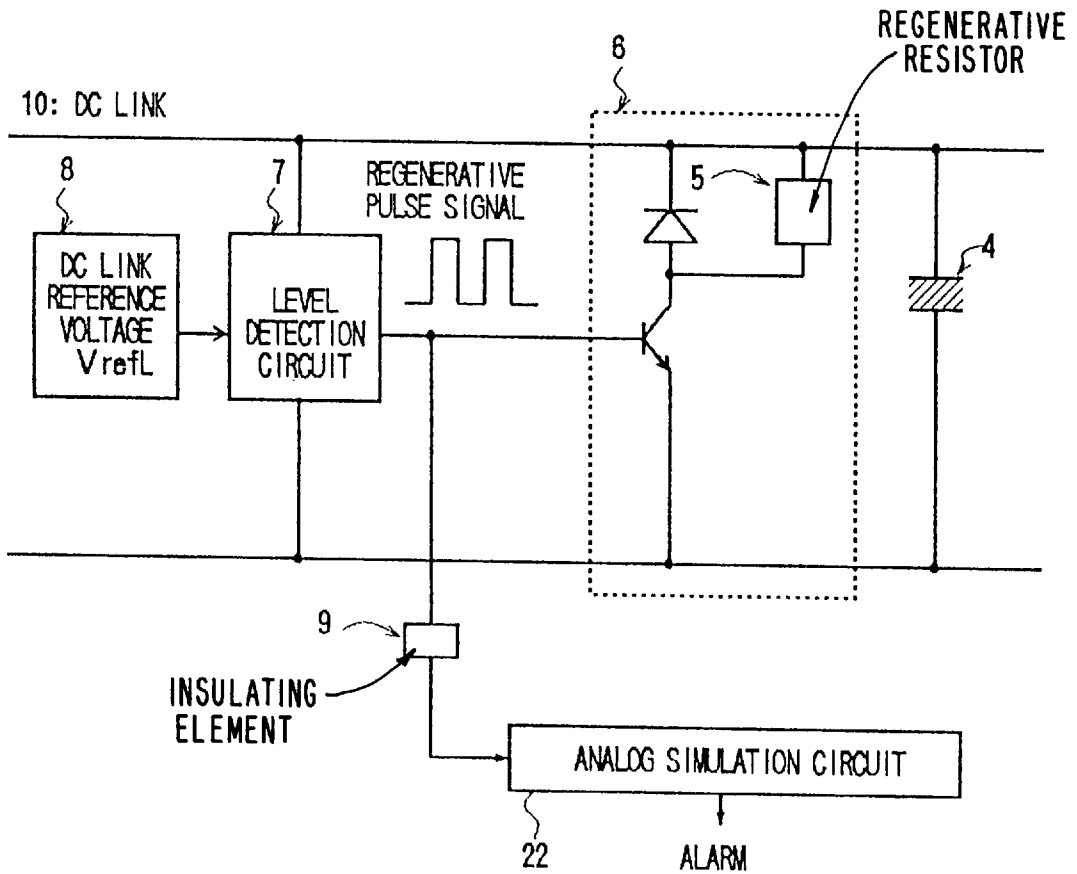 REGENERATIVE
RESISTOR
6
10: DC LINK
8
7
REGENERATIVE
PULSE SIGNAL
5
4
DC LINK
REFERENCE
VOLTAGE
VrefL
LEVEL
DETECTION
CIRCUIT
9
INSULATING
ELEMENT
ANALOG SIMULATION CIRCUIT
22
ALARM